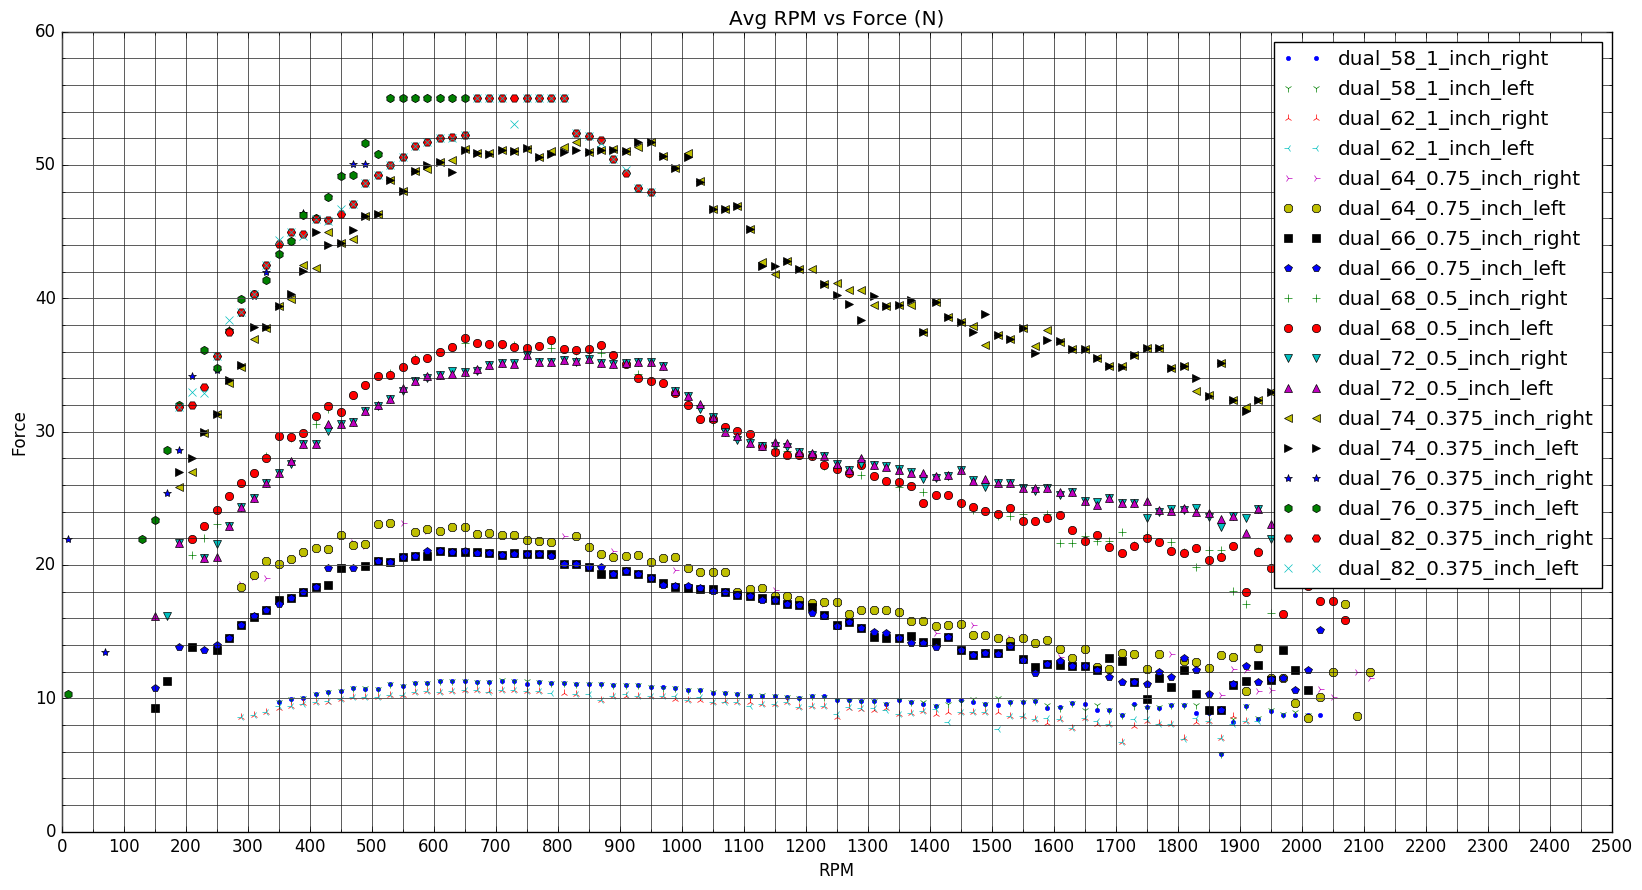 Avg RPM vs Force (N)
60
50
40
30
20
10
0
Force
0 100 200 300 400 500 600 700 800 900 1000 1100 1200 1300 1400 1500 1600 1700 1800 1900 2000 2100 2200 2300 2400 2500
RPM
dual_58_1_inch_right
dual_58_1_inch_left
dual_62_1_inch_right
dual_62_1_inch_left
dual_64_0.75_inch_right
dual_64_0.75_inch_left
dual_66_0.75_inch_right
dual_66_0.75_inch_left
dual_68_0.5_inch_right
dual_68_0.5_inch_left
dual_72_0.5_inch_right
dual_72_0.5_inch_left
dual_74_0.375_inch_right
dual_74_0.375_inch_left
dual_76_0.375_inch_right
dual_76_0.375_inch_left
dual_82_0.375_inch_right
dual_82_0.375_inch_left